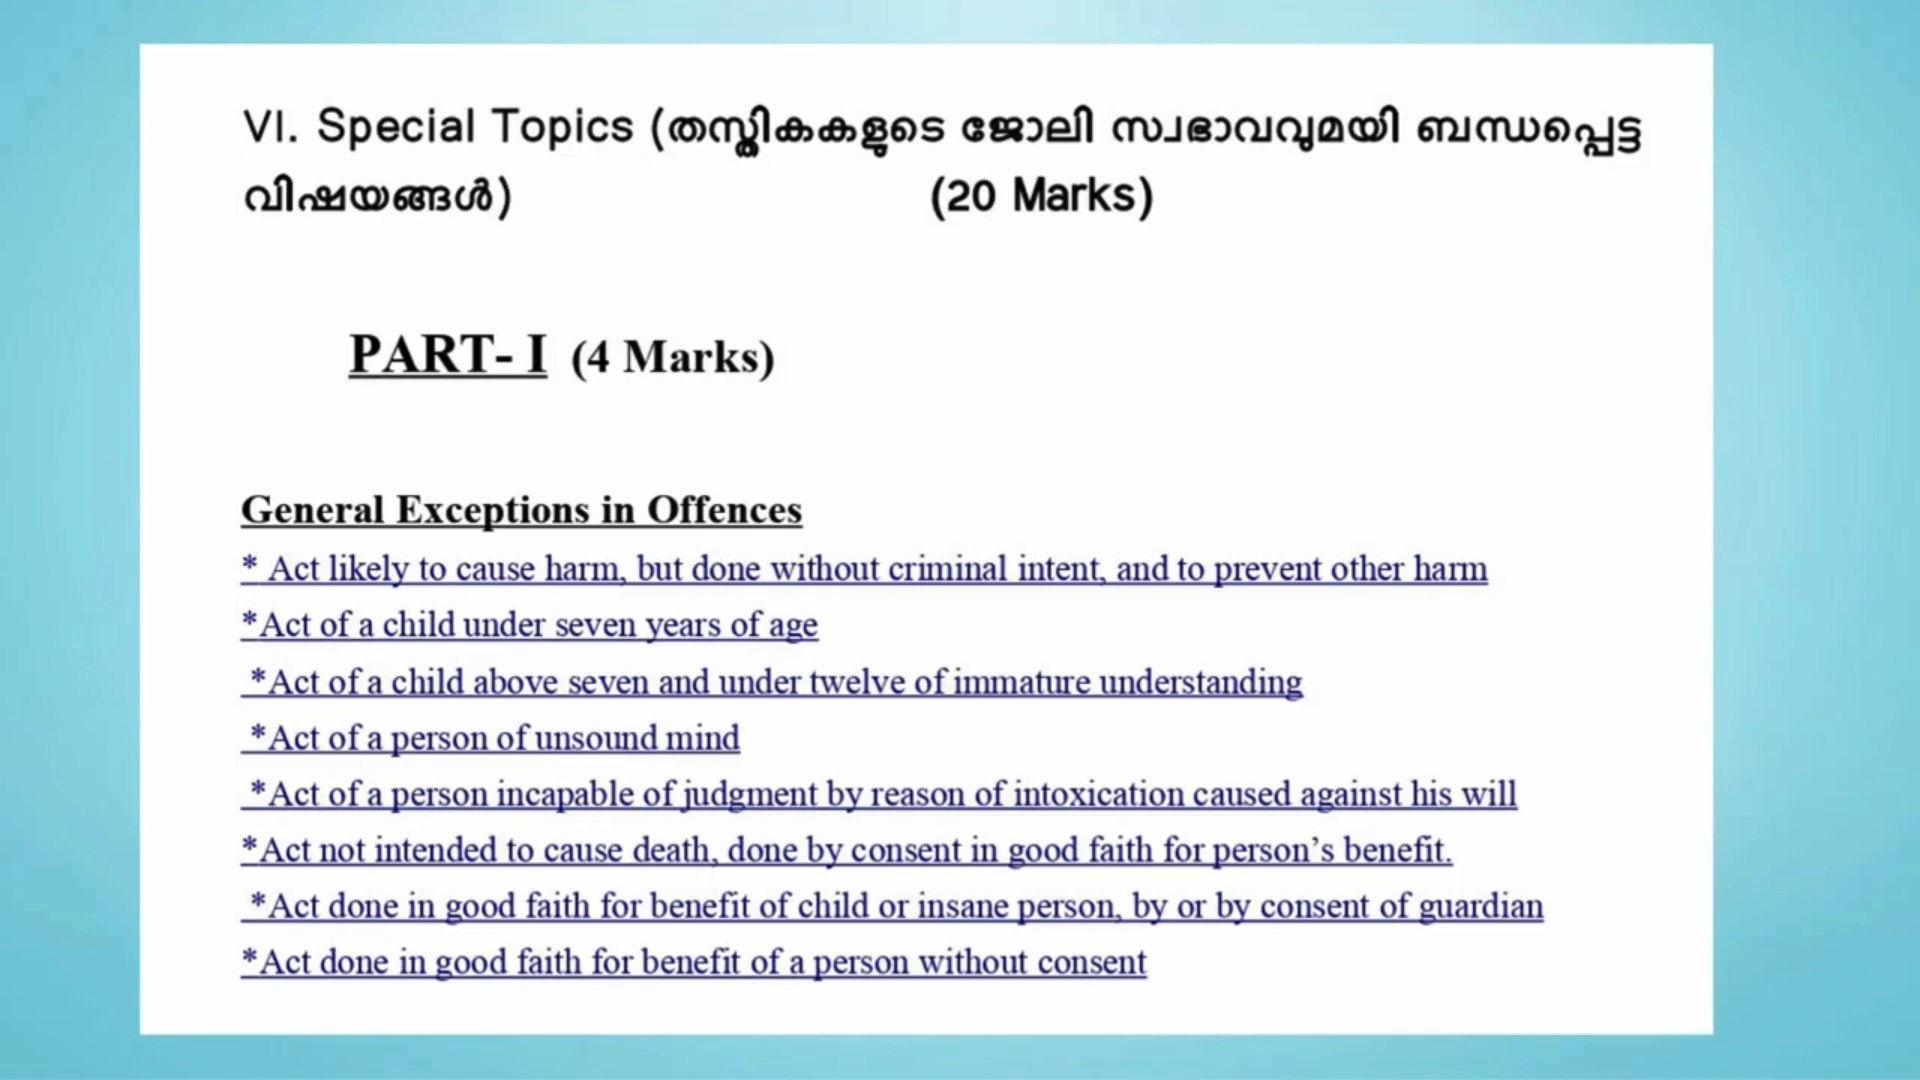 VI. Special Topics (തസ്തികകളുടെ ജോലി സ്വഭാവവുമയി ബന്ധപ്പെട്ട
വിഷയങ്ങൾ) (20 Marks)
PART- I (4 Marks)
General Exceptions in Offences
* Act likely to cause harm, but done without criminal intent, and to prevent other harm
*Act of a child under seven years of age
*Act of a child above seven and under twelve of immature understanding
*Act of a person of unsound mind
*Act of a person incapable of judgment by reason of intoxication caused against his will
*Act not intended to cause death, done by consent in good faith for person’s benefit.
*Act done in good faith for benefit of child or insane person, by or by consent of guardian
*Act done in good faith for benefit of a person without consent